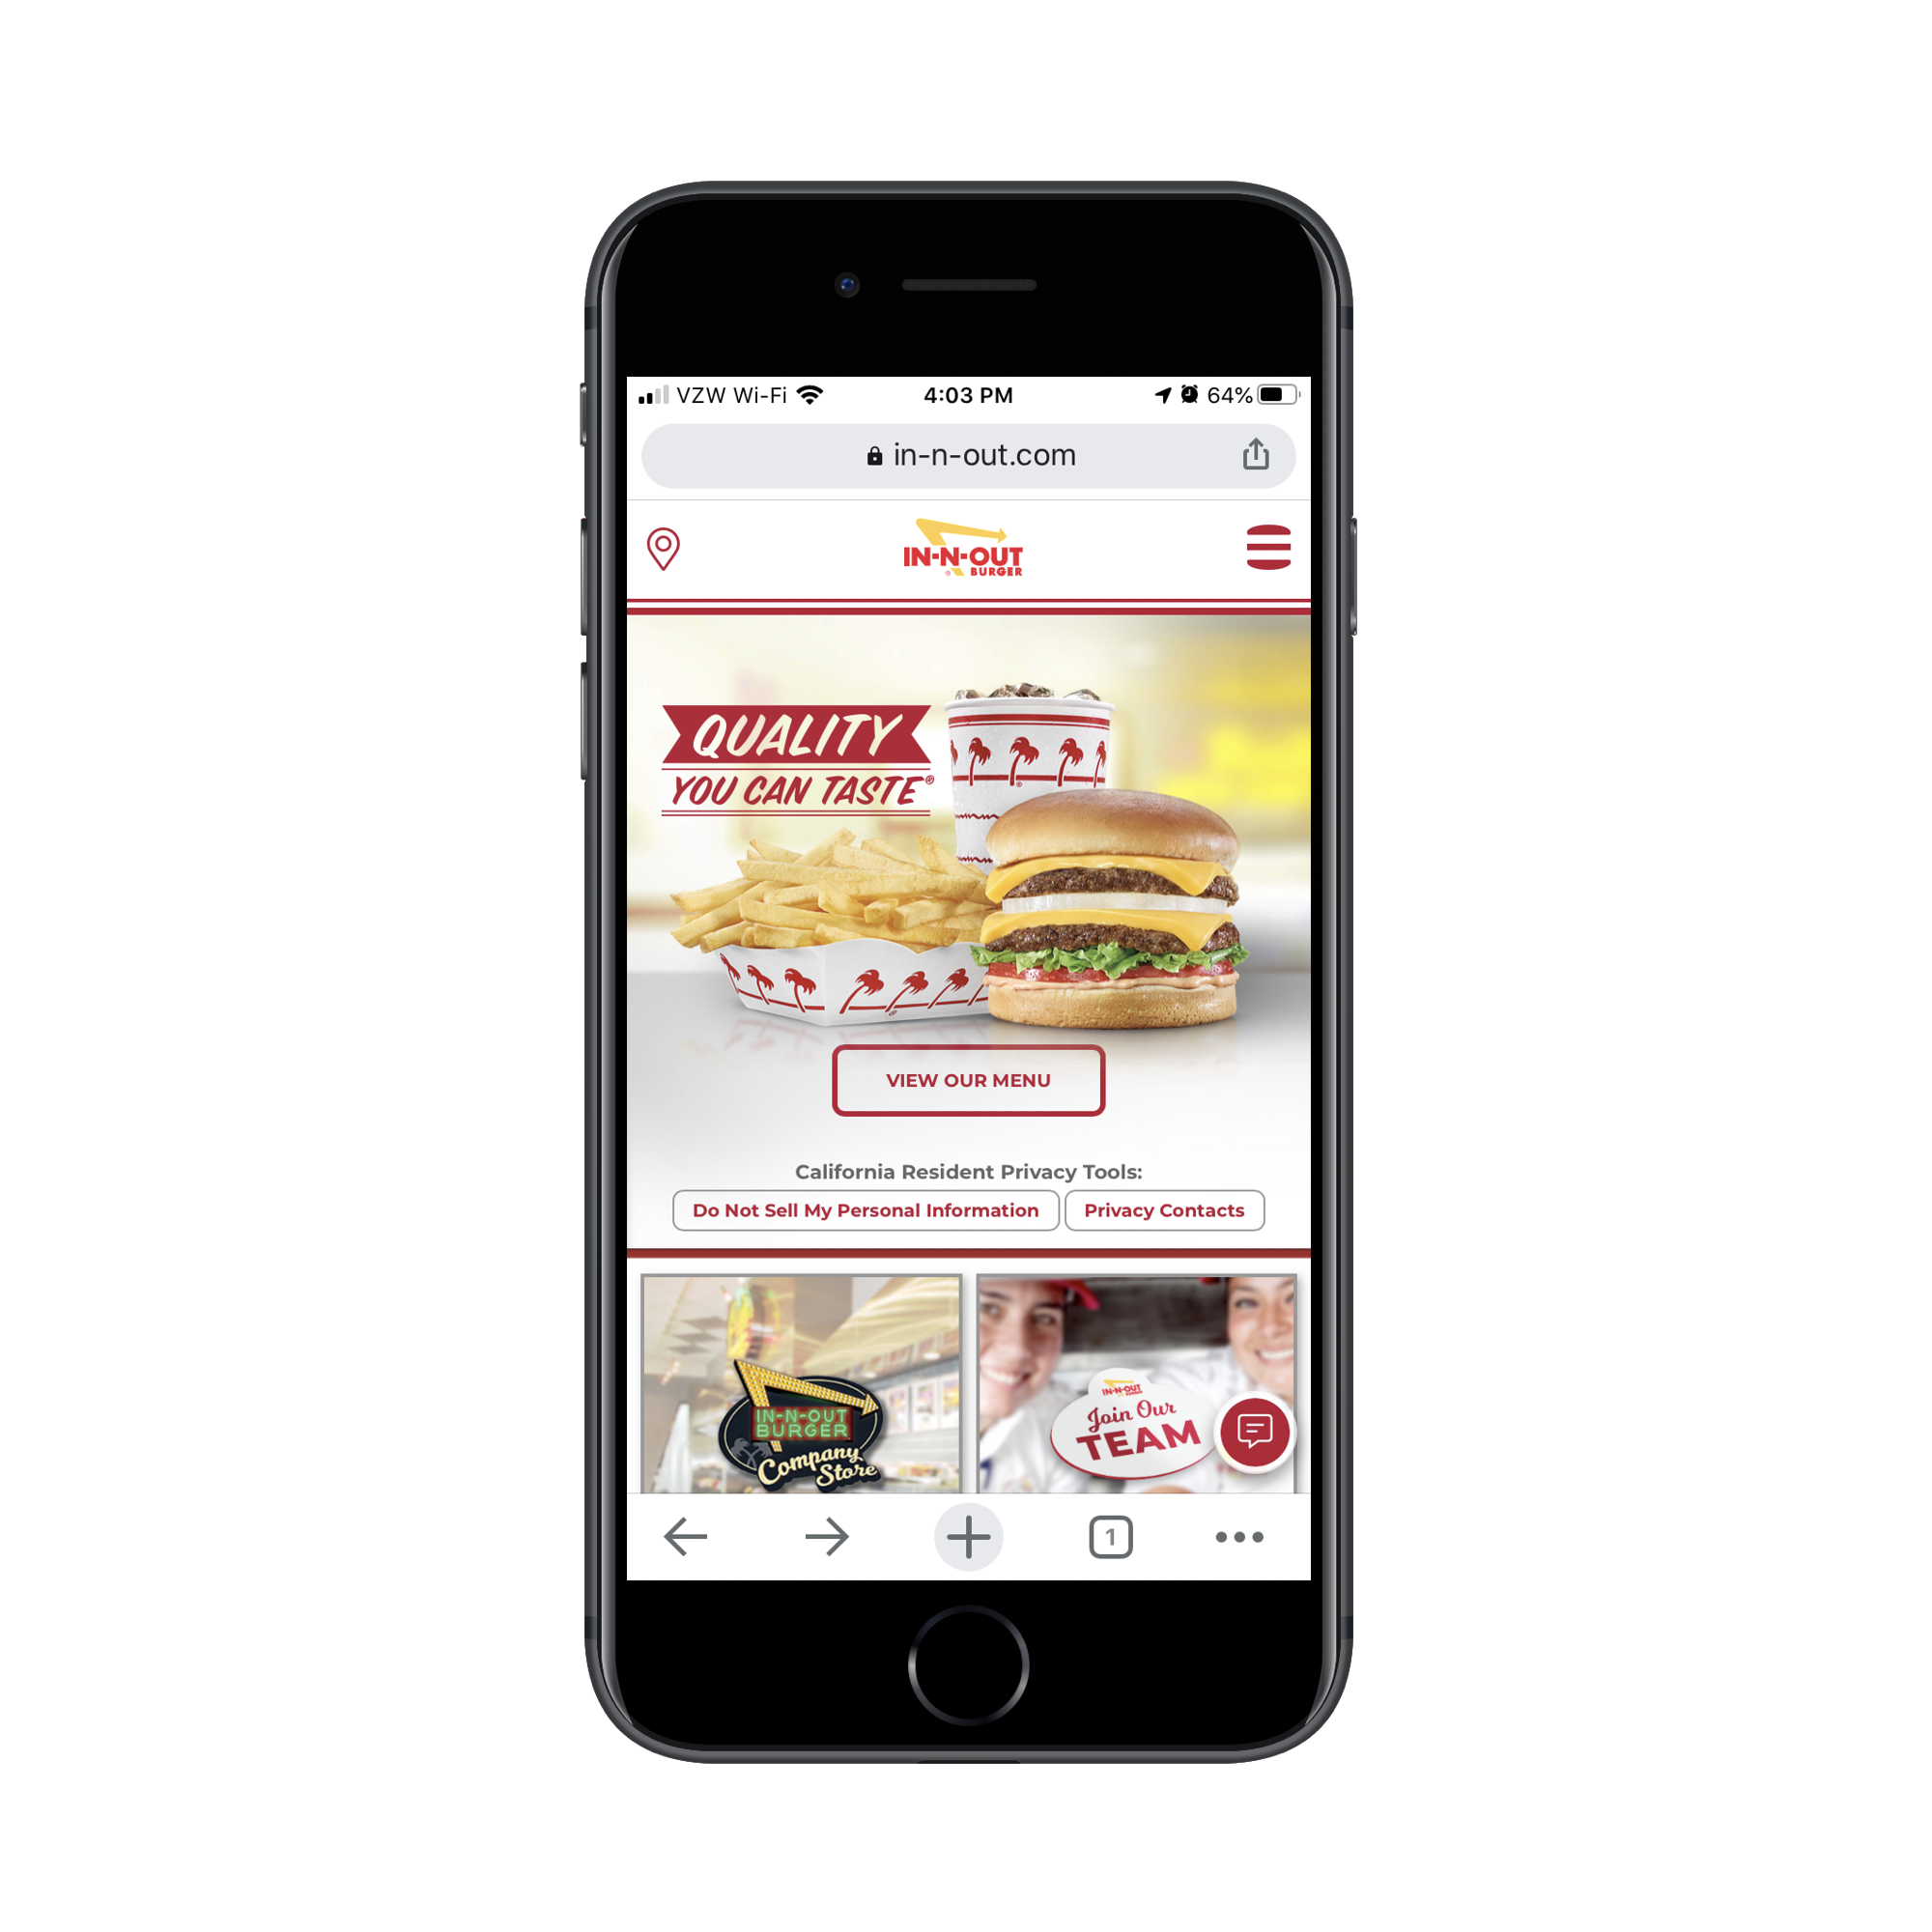 VZW Wi-Fi 4:03 PM 64%
in-n-out.com
IN-N-OUT
BURGER
QUALITY
YOU CAN TASTE®
VIEW OUR MENU
California Resident Privacy Tools:
Do Not Sell My Personal Information Privacy Contacts
IN-N-OUT
BURGER
Company
Store
IN-N-OUT
BURGER
Join Our
TEAM
1